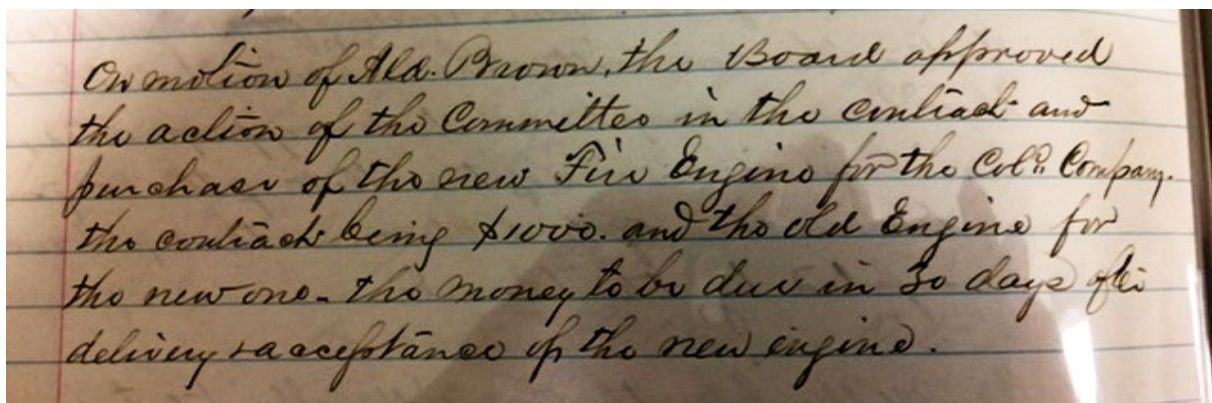 On motion of Ald. Brown, the Board approved
the action of the Committee in the contract and
purchase of the new Fire Engine for the Col'd. Company.
the contract being $1000. and the old Engine for
the new one - the money to be due in 30 days after
delivery & acceptance of the new engine.